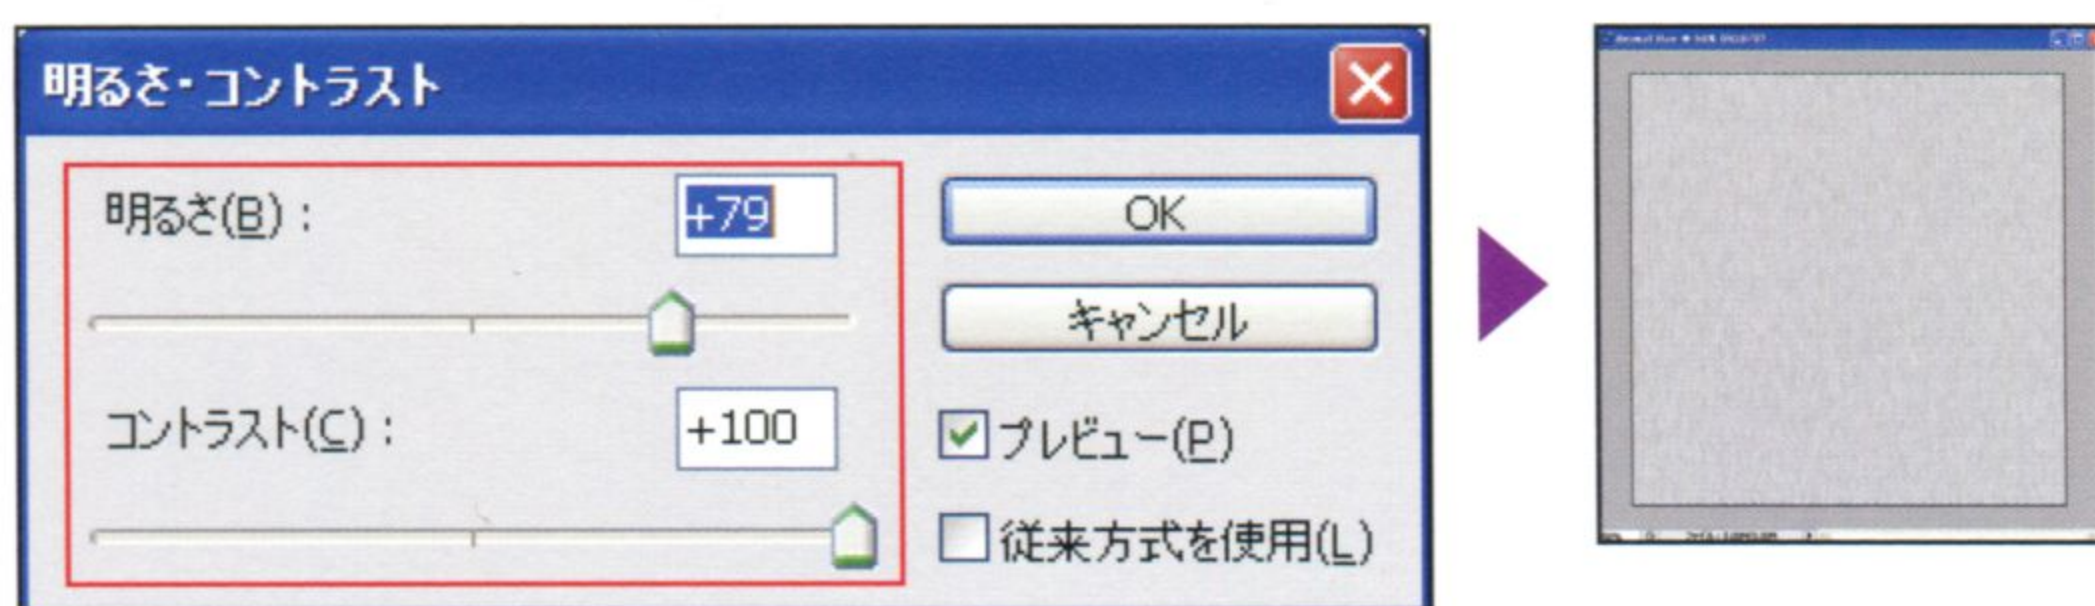 明るさ・コントラスト
明るさ(B)：
+79
OK
キャンセル
コントラスト(C)：
+100
プレビュー(P)
従来方式を使用(L)